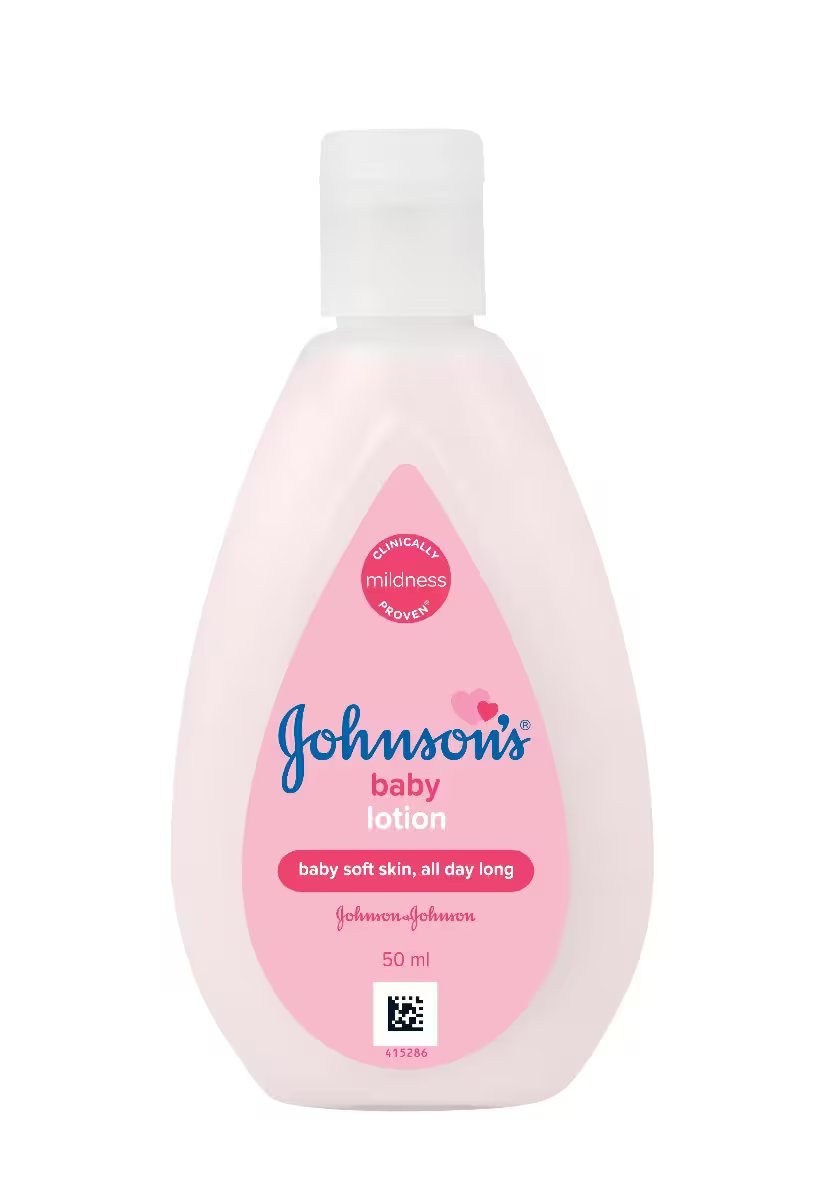 CLINICALLY
mildness
PROVEN®
Johnson's®
baby
lotion
baby soft skin, all day long
Johnson & Johnson
50 ml
415286